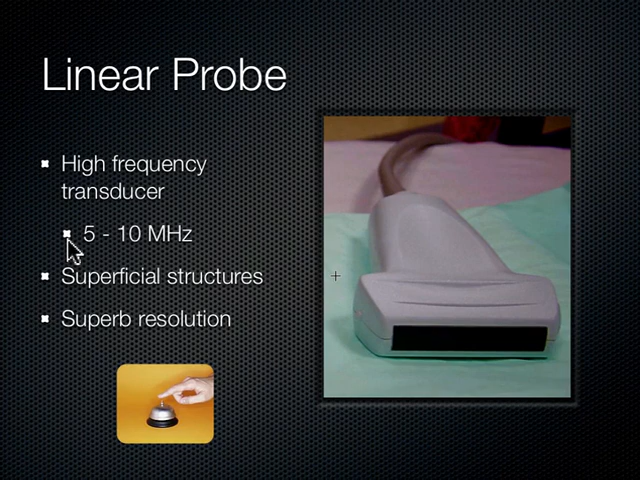 Linear Probe
High frequency
transducer
5 - 10 MHz
Superficial structures
Superb resolution